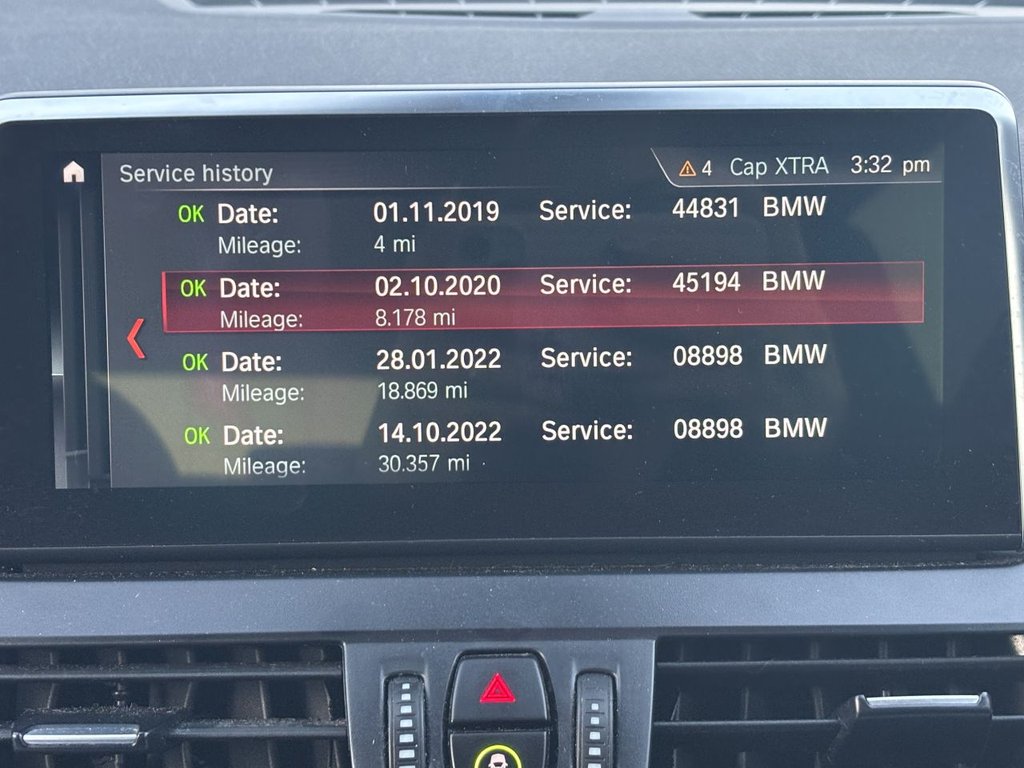 Service history
4 Cap XTRA 3:32 pm
OK Date: 01.11.2019 Service: 44831 BMW
Mileage: 4 mi
OK Date: 02.10.2020 Service: 45194 BMW
Mileage: 8.178 mi
OK Date: 28.01.2022 Service: 08898 BMW
Mileage: 18.869 mi
OK Date: 14.10.2022 Service: 08898 BMW
Mileage: 30.357 mi